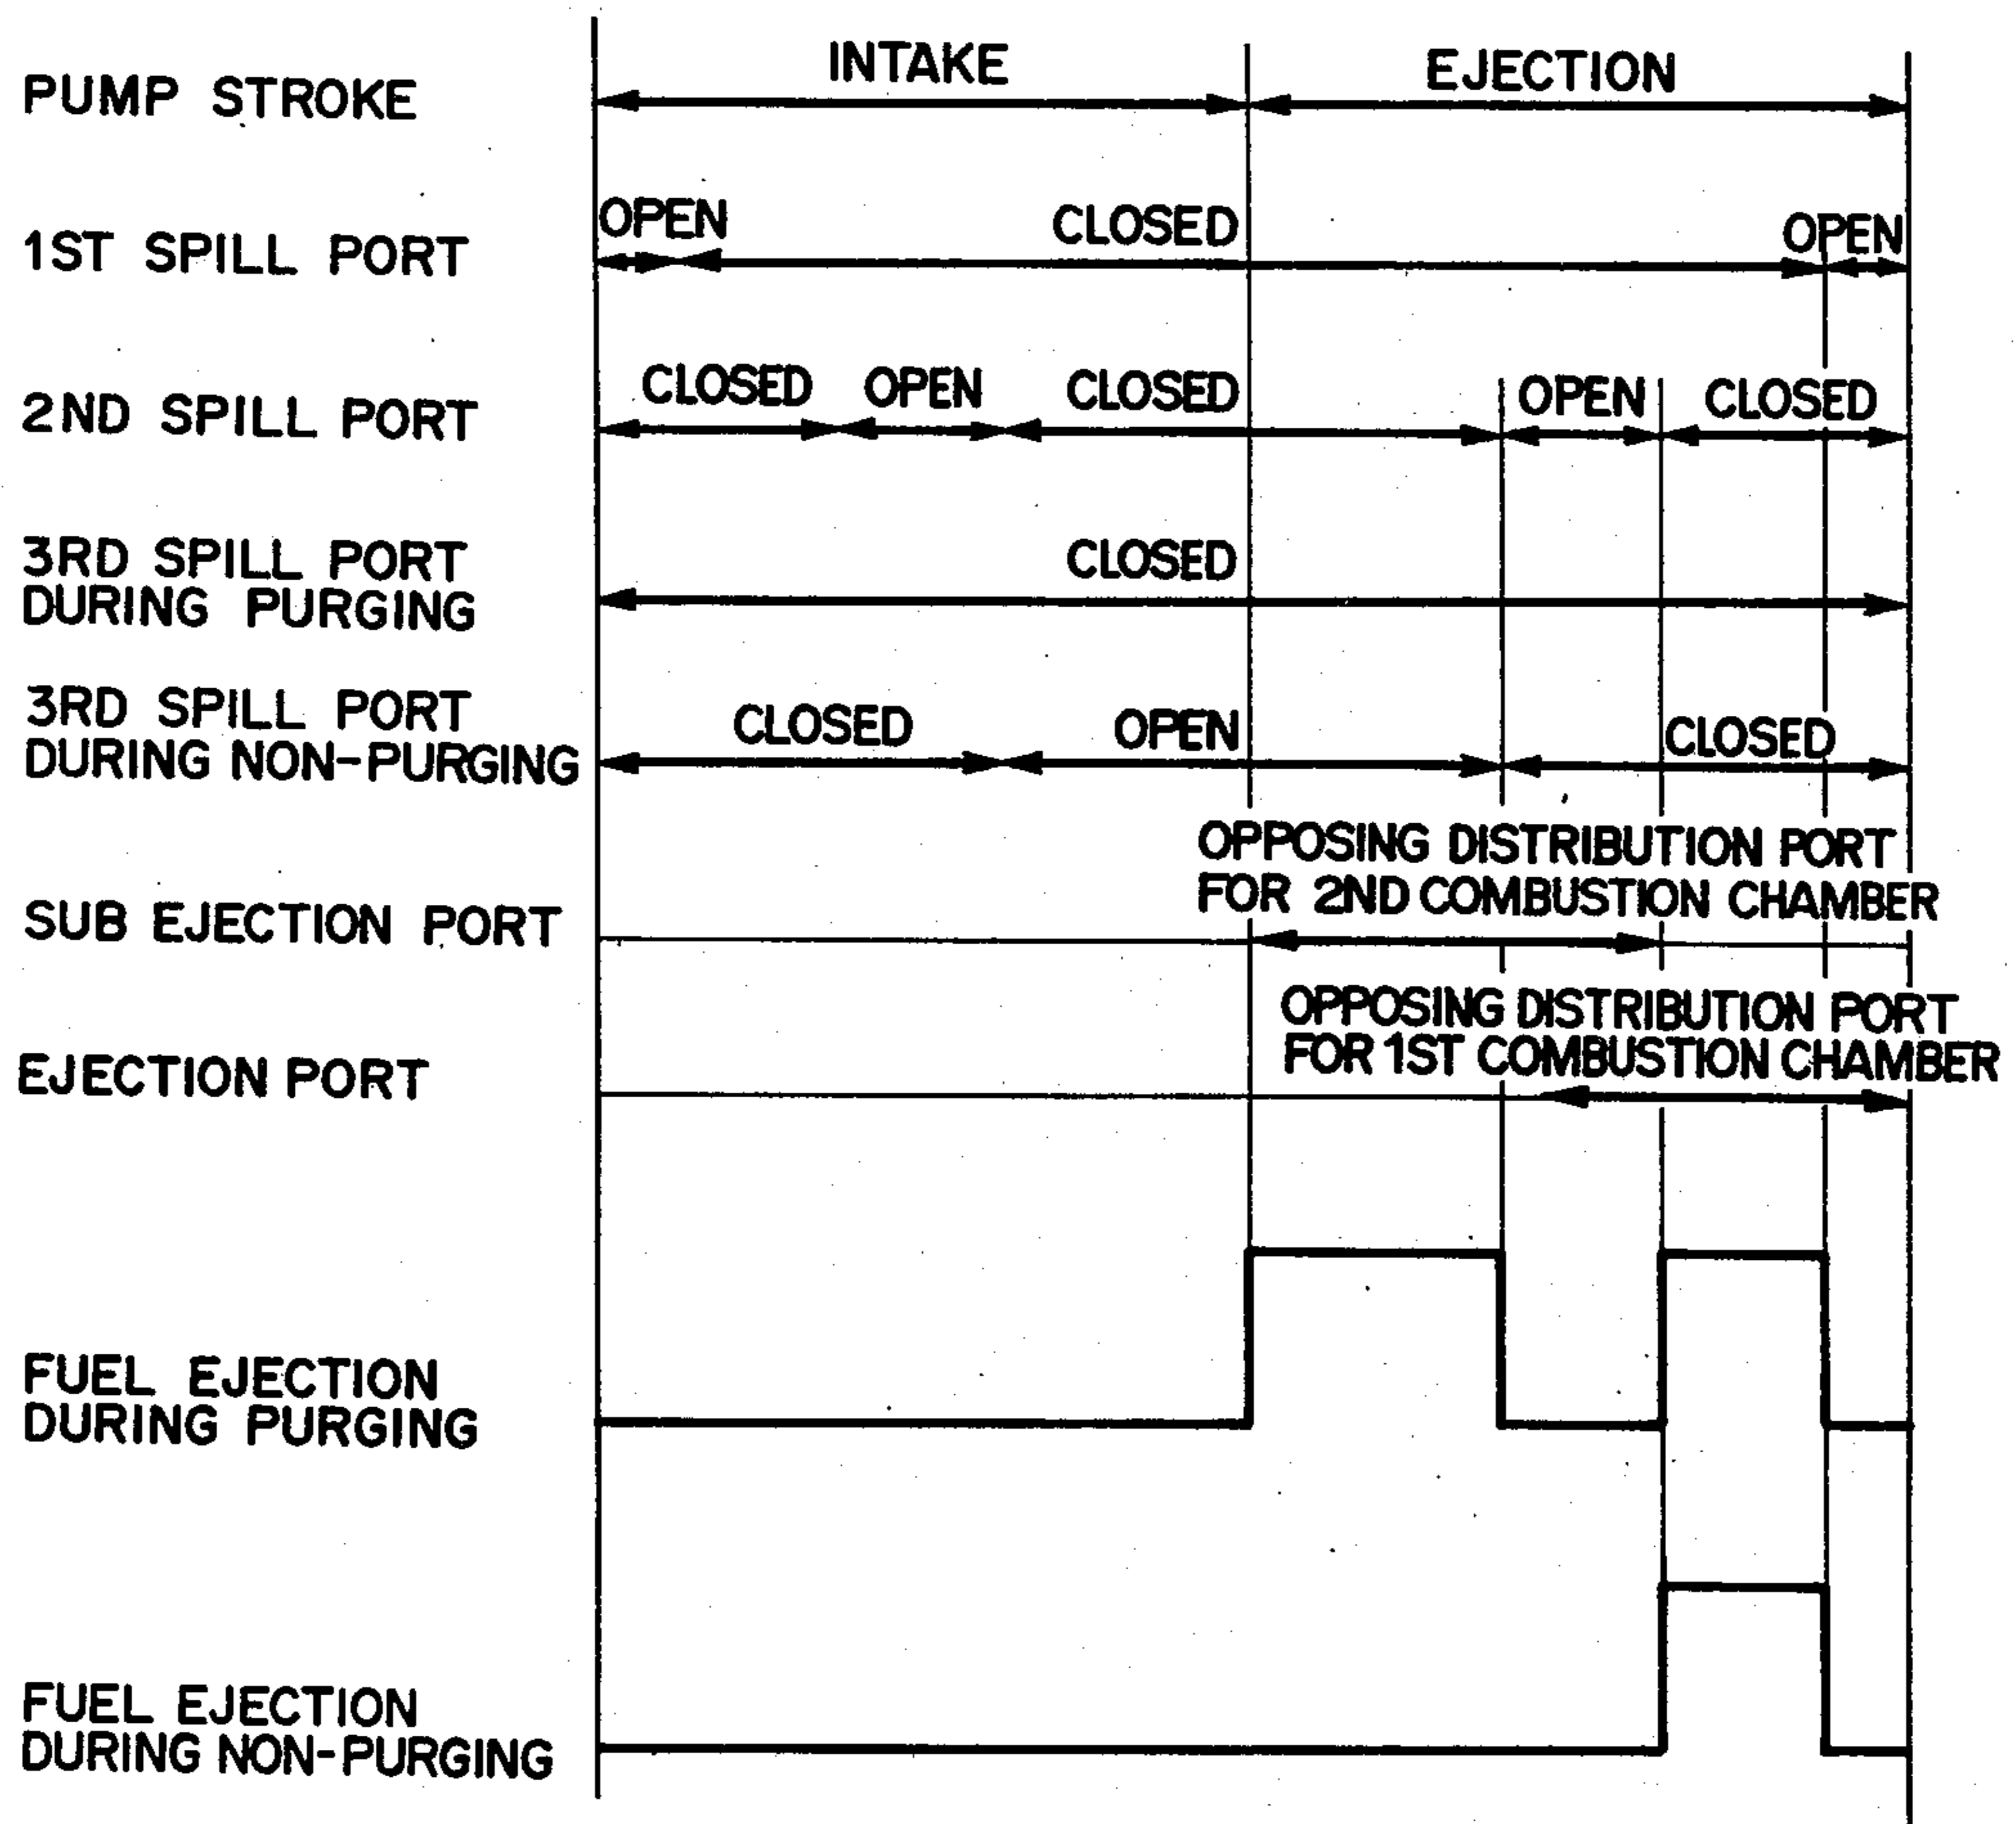 INTAKE
EJECTION
PUMP STROKE
OPEN
CLOSED
OPEN
1ST SPILL PORT
CLOSED
OPEN
CLOSED
OPEN
CLOSED
2ND SPILL PORT
3RD SPILL PORT
DURING PURGING
CLOSED
3RD SPILL PORT
DURING NON-PURGING
CLOSED
OPEN
CLOSED
OPPOSING DISTRIBUTION PORT
FOR 2ND COMBUSTION CHAMBER
SUB EJECTION PORT
OPPOSING DISTRIBUTION PORT
FOR 1ST COMBUSTION CHAMBER
EJECTION PORT
FUEL EJECTION
DURING PURGING
FUEL EJECTION
DURING NON-PURGING